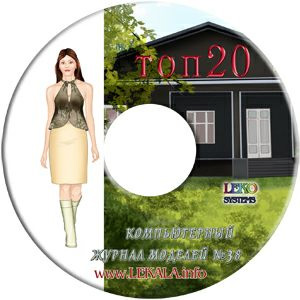 топ20
LEKO
SYSTEMS
КОМПЬЮТЕРНЫЙ
ЖУРНАЛ МОДЕЛЕЙ №38
www.LEKALA.info